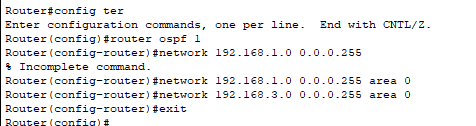 Router#config ter
Enter configuration commands, one per line.  End with CNTL/Z.
Router(config)#router ospf 1
Router(config-router)#network 192.168.1.0 0.0.0.255
% Incomplete command.
Router(config-router)#network 192.168.1.0 0.0.0.255 area 0
Router(config-router)#network 192.168.3.0 0.0.0.255 area 0
Router(config-router)#exit
Router(config)#